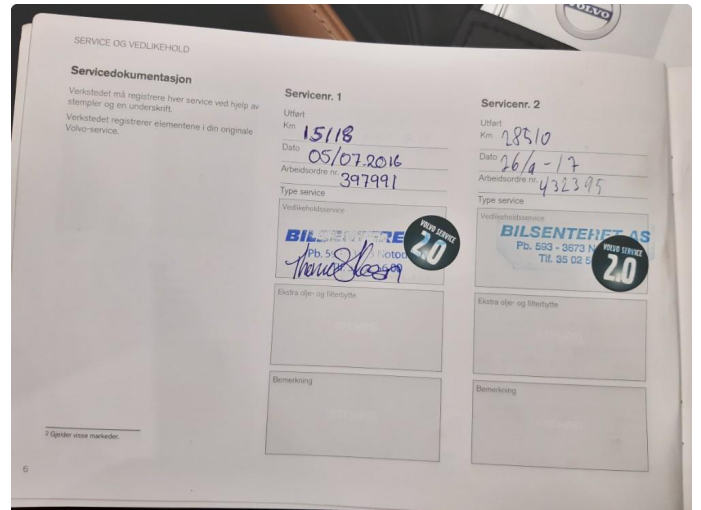 VOLVO
SERVICE OG VEDLIKEHOLD
Servicedokumentasjon
Verkstedet må registrere hver service ved hjelp av
stempler og en underskrift.
Verkstedet registrerer elementene i din originale
Volvo-service.
Servicenr. 1
Utført
Km 15118
Dato 05/07.2016
Arbeidsordre nr. 397991
Type service
Vedlikeholdsservice
BILSENTERE
Pb.
VOLVO SERVICE
2.0
Ekstra olje- og filterbytte
Bemerkning
Servicenr. 2
Utført
Km 28510
Dato 26/9-17
Arbeidsordre nr. 432395
Type service
Vedlikeholdsservice
BILSENTERET AS
Pb. 593 - 3673 N
Tlf. 35 02 5
VOLVO SERVICE
2.0
Ekstra olje- og filterbytte
Bemerkning
2 Gjelder visse markeder.
6